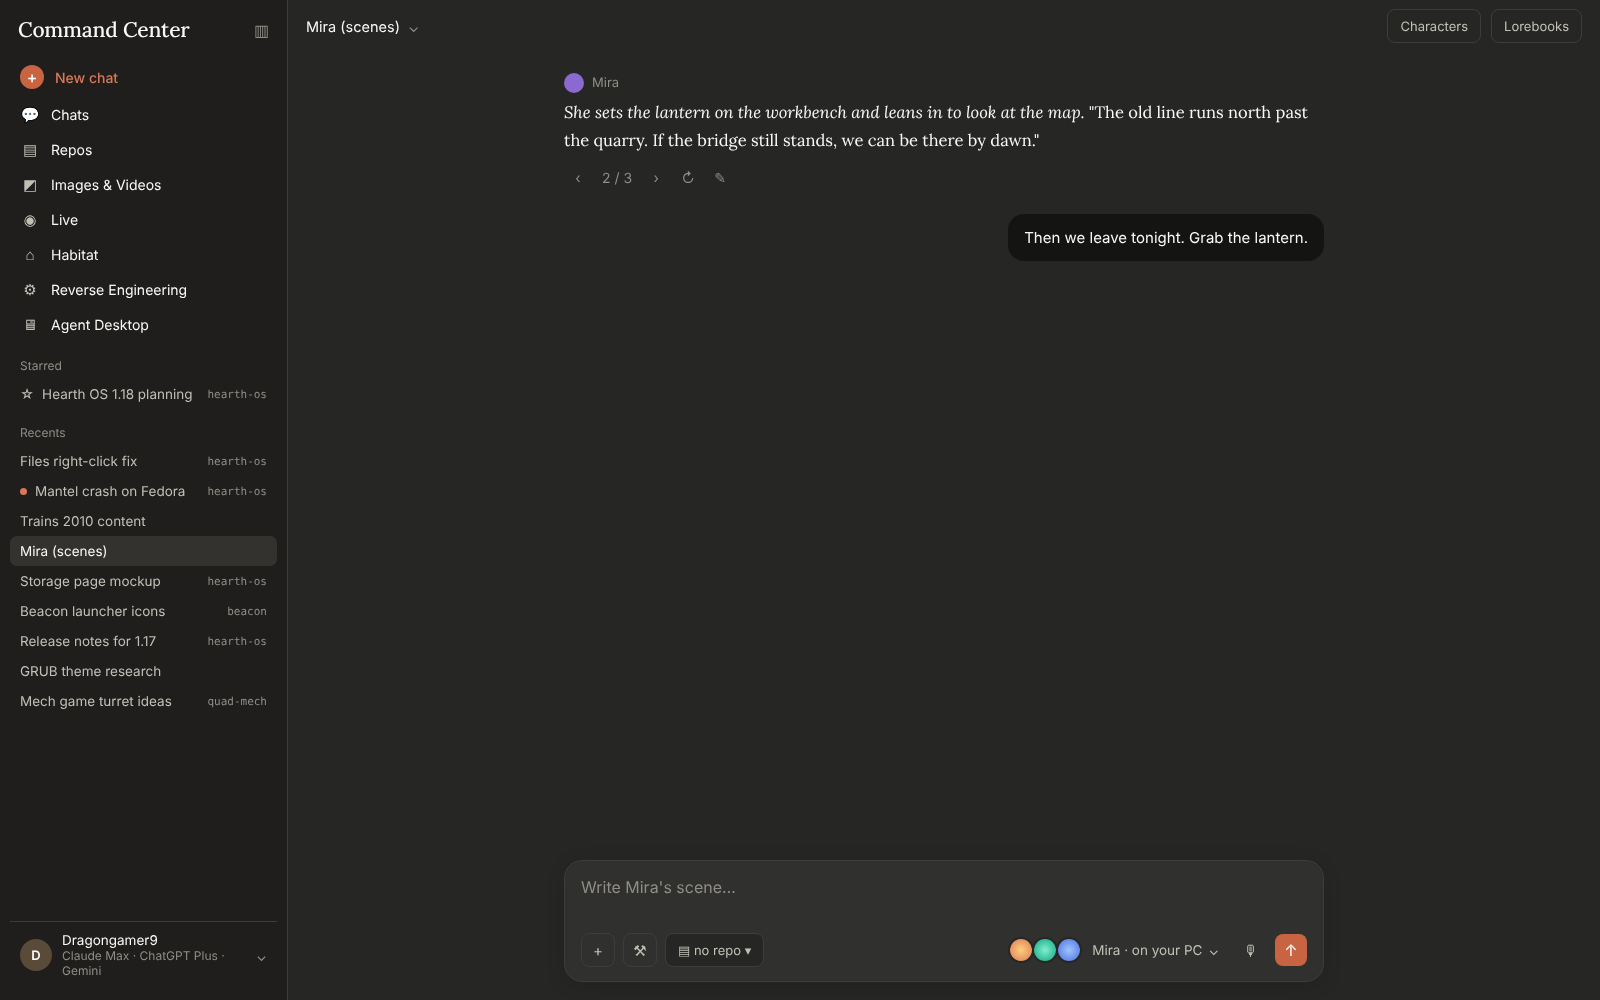 Command Center
New chat
Chats
Repos
Images & Videos
Live
Habitat
Reverse Engineering
Agent Desktop
Starred
Hearth OS 1.18 planning hearth-os
Recents
Files right-click fix hearth-os
Mantel crash on Fedora hearth-os
Trains 2010 content
Mira (scenes)
Storage page mockup hearth-os
Beacon launcher icons beacon
Release notes for 1.17 hearth-os
GRUB theme research
Mech game turret ideas quad-mech
D
Dragongamer9
Claude Max · ChatGPT Plus ·
Gemini
Mira (scenes)
Characters
Lorebooks
Mira
She sets the lantern on the workbench and leans in to look at the map. "The old line runs north past
the quarry. If the bridge still stands, we can be there by dawn."
2 / 3
Then we leave tonight. Grab the lantern.
Write Mira's scene...
no repo
Mira · on your PC